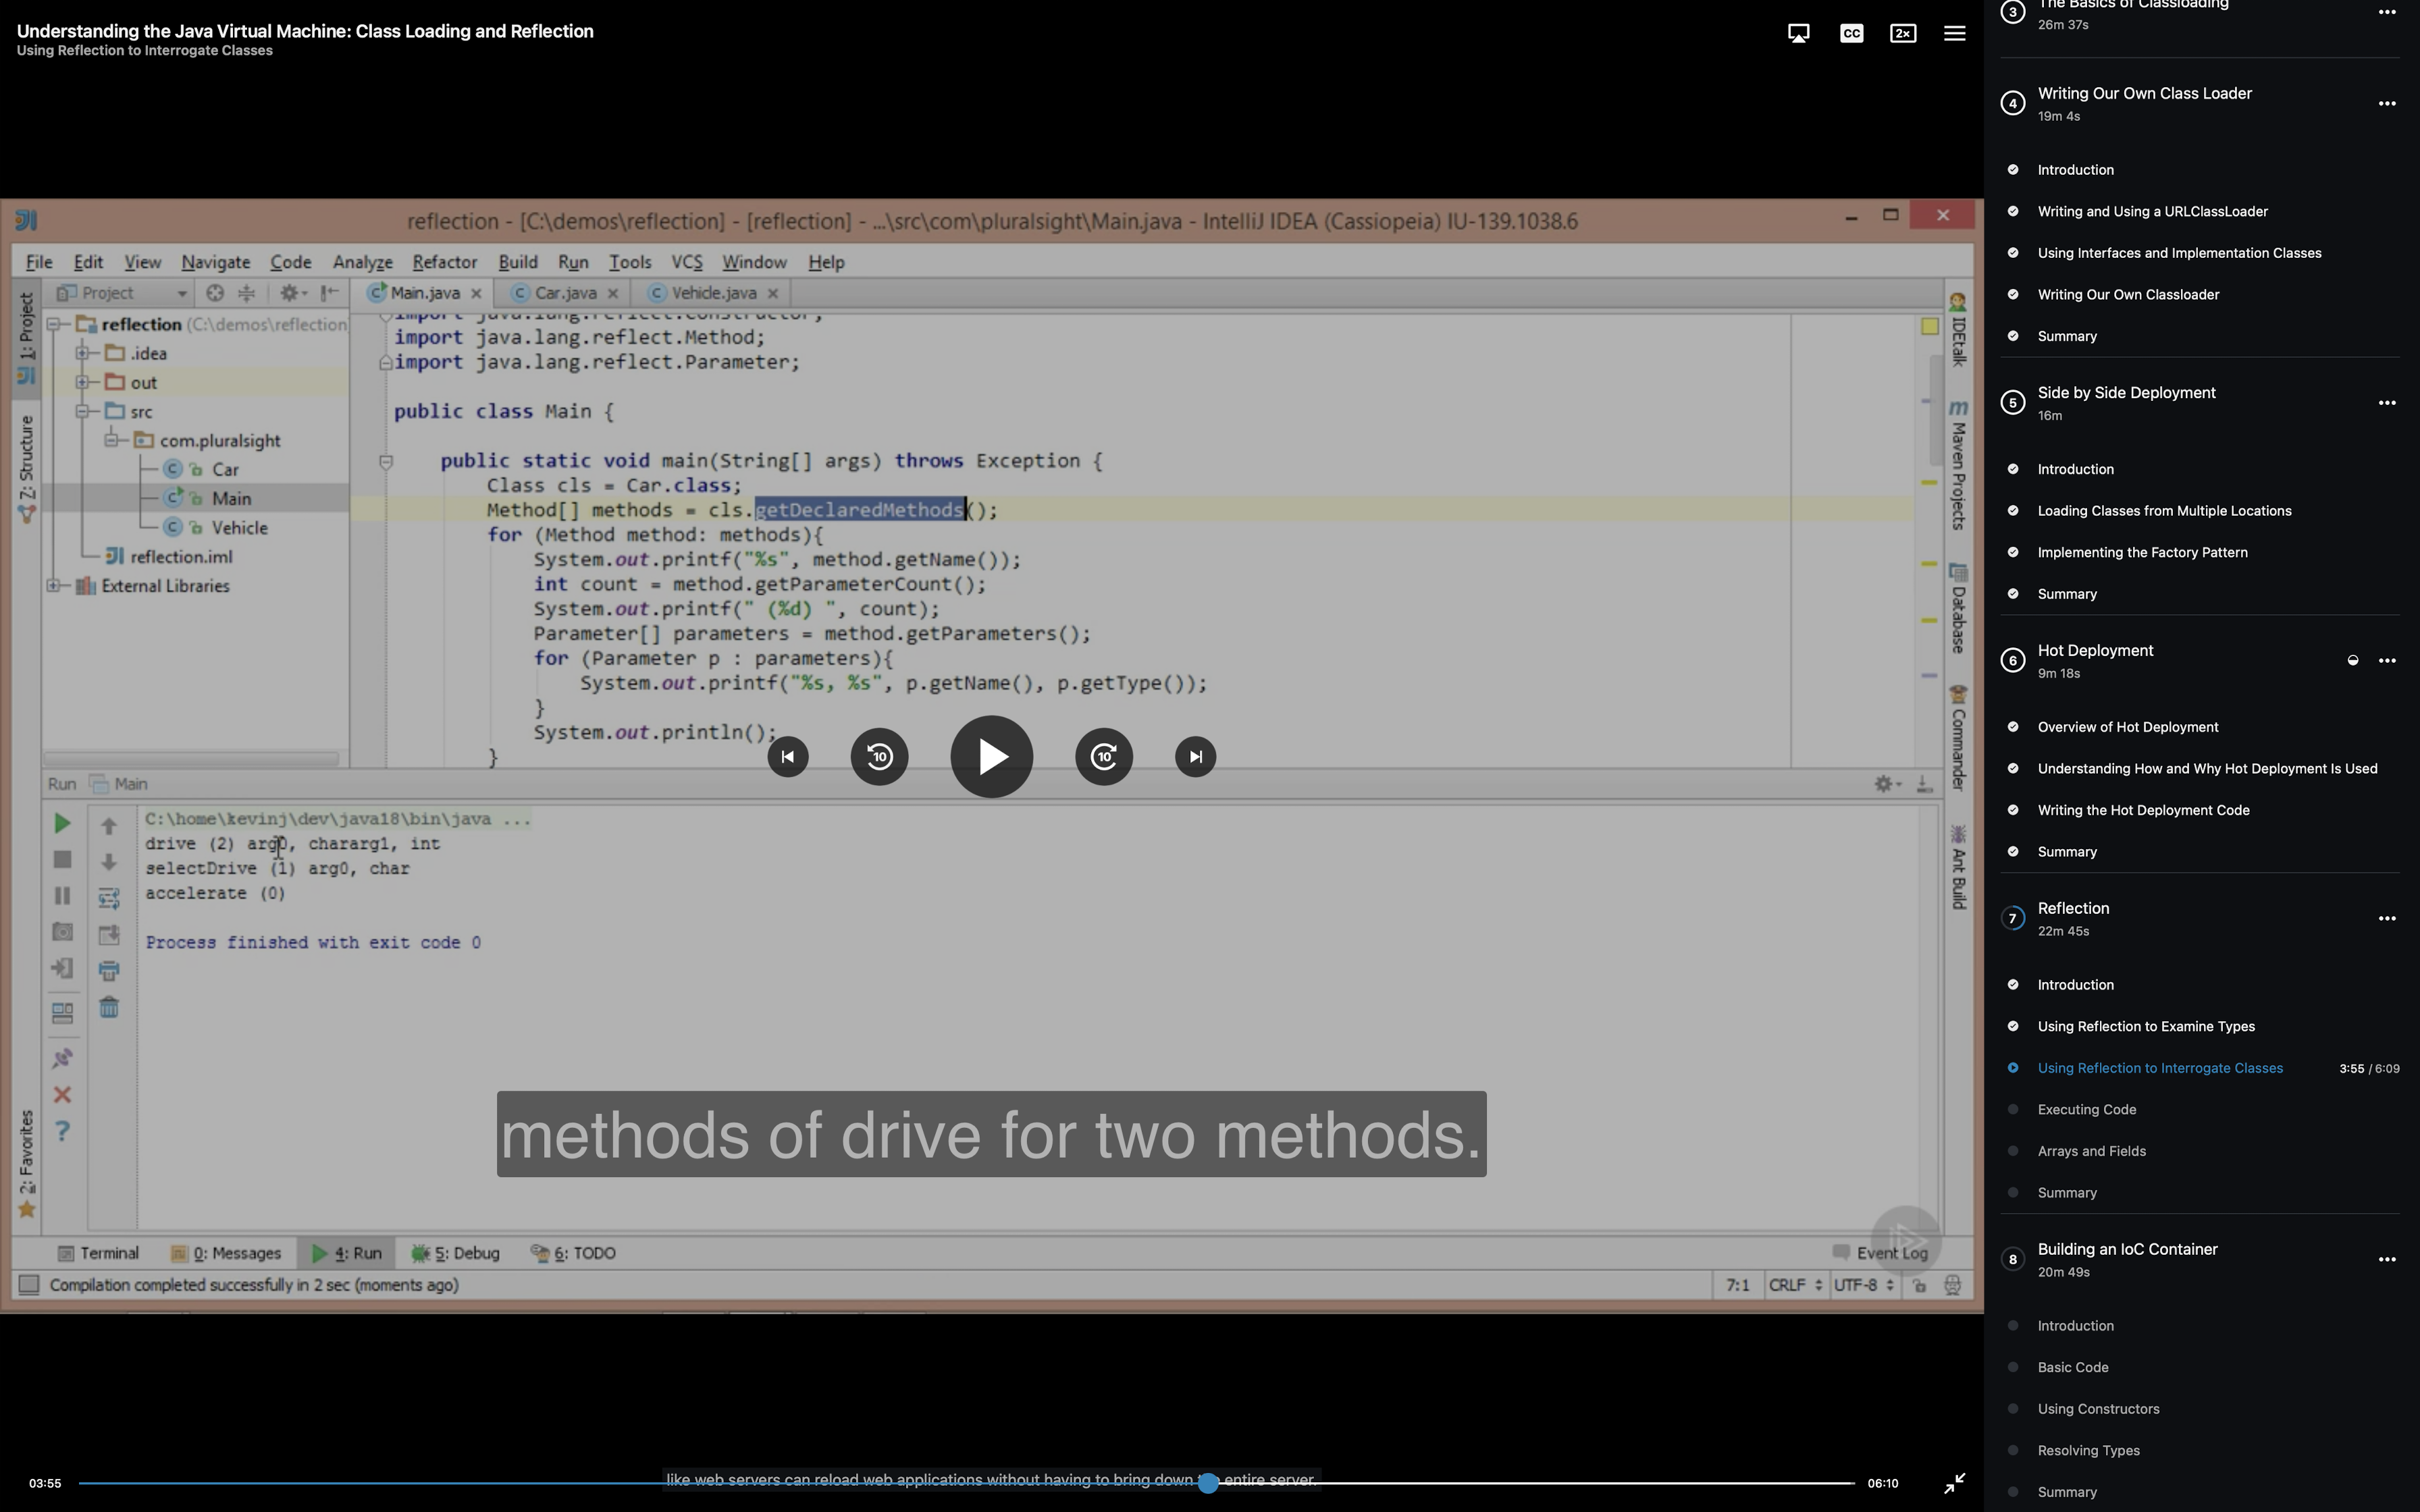 Understanding the Java Virtual Machine: Class Loading and Reflection
Using Reflection to Interrogate Classes
CC
2x
reflection - [C:\demos\reflection] - [reflection] - ...\src\com\pluralsight\Main.java - IntelliJ IDEA (Cassiopeia) IU-139.1038.6
File Edit View Navigate Code Analyze Refactor Build Run Tools VCS Window Help
1: Project
Z: Structure
2: Favorites
Project
reflection (C:\demos\reflection
.idea
out
src
com.pluralsight
Car
Main
Vehicle
reflection.iml
External Libraries
Main.java Car.java Vehicle.java
import java.lang.reflect.Constructor;
import java.lang.reflect.Method;
import java.lang.reflect.Parameter;
public class Main {
public static void main(String[] args) throws Exception {
Class cls = Car.class;
Method[] methods = cls.getDeclaredMethods();
for (Method method: methods){
System.out.printf("%s", method.getName());
int count = method.getParameterCount();
System.out.printf(" (%d) ", count);
Parameter[] parameters = method.getParameters();
for (Parameter p : parameters){
System.out.printf("%s, %s", p.getName(), p.getType());
}
System.out.println();
}
IDEtalk
Maven Projects
Database
Commander
Ant Build
10
10
Run Main
C:\home\kevinj\dev\java18\bin\java ...
drive (2) arg0, chararg1, int
selectDrive (1) arg0, char
accelerate (0)
Process finished with exit code 0
methods of drive for two methods.
Terminal 0: Messages 4: Run 5: Debug 6: TODO Event Log
Compilation completed successfully in 2 sec (moments ago)
7:1 CRLF UTF-8
03:55
like web servers can reload web applications without having to bring down entire server.
06:10
3
The Basics of Classloading
26m 37s
4
Writing Our Own Class Loader
19m 4s
Introduction
Writing and Using a URLClassLoader
Using Interfaces and Implementation Classes
Writing Our Own Classloader
Summary
5
Side by Side Deployment
16m
Introduction
Loading Classes from Multiple Locations
Implementing the Factory Pattern
Summary
6
Hot Deployment
9m 18s
Overview of Hot Deployment
Understanding How and Why Hot Deployment Is Used
Writing the Hot Deployment Code
Summary
7
Reflection
22m 45s
Introduction
Using Reflection to Examine Types
Using Reflection to Interrogate Classes 3:55 / 6:09
Executing Code
Arrays and Fields
Summary
8
Building an IoC Container
20m 49s
Introduction
Basic Code
Using Constructors
Resolving Types
Summary